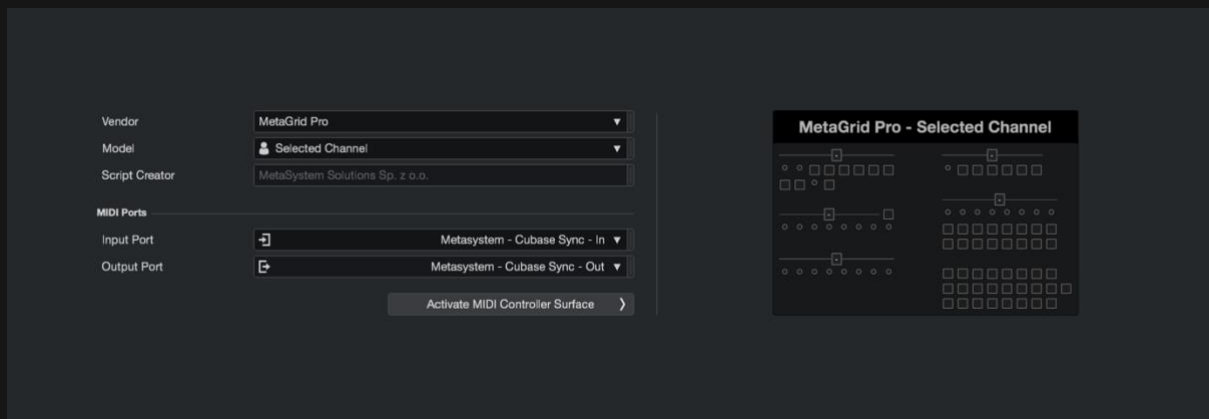 Vendor MetaGrid Pro
Model Selected Channel
Script Creator MetaSystem Solutions Sp. z o.o.
MIDI Ports
Input Port Metasystem - Cubase Sync - In
Output Port Metasystem - Cubase Sync - Out
Activate MIDI Controller Surface
MetaGrid Pro - Selected Channel